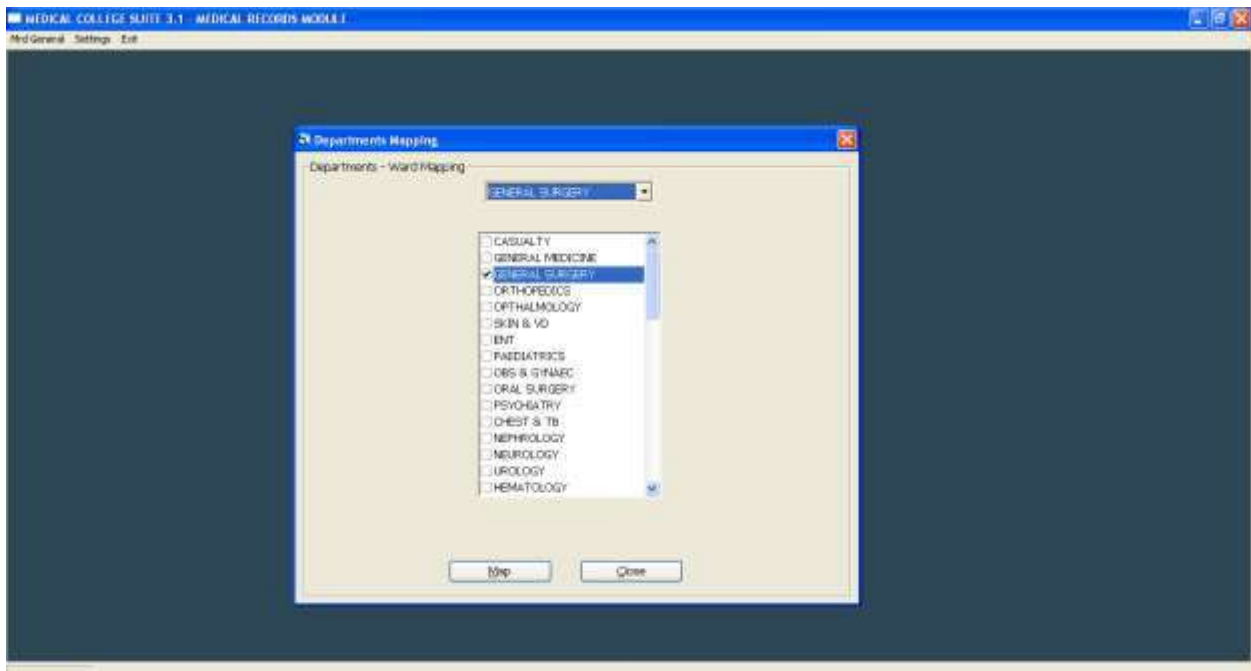 MEDICAL COLLEGE SUITE 3.1 - MEDICAL RECORDS MODULE
Mrd General Settings Exit
Departments Mapping
Departments - Ward Mapping
GENERAL SURGERY
CASUALTY
GENERAL MEDICINE
GENERAL SURGERY
ORTHOPEDICS
OPTHALMOLOGY
SKIN & VD
ENT
PAEDIATRICS
OBS & GYNAEC
ORAL SURGERY
PSYCHIATRY
CHEST & TB
NEPHROLOGY
NEUROLOGY
UROLOGY
HEMATOLOGY
Map Close